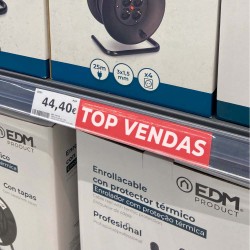 25m
3x1,5
mm
x4
44,40€
TOP VENDAS
EDM
PRODUCT
EDM
PRODUCT
térmico
Con tapas
Enrollacable
con protector térmico
Enrolador com proteção térmica
Profesional